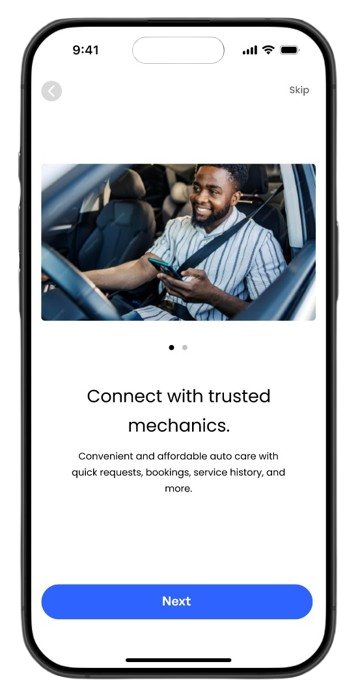 9:41
Skip
Connect with trusted
mechanics.
Convenient and affordable auto care with
quick requests, bookings, service history, and
more.
Next